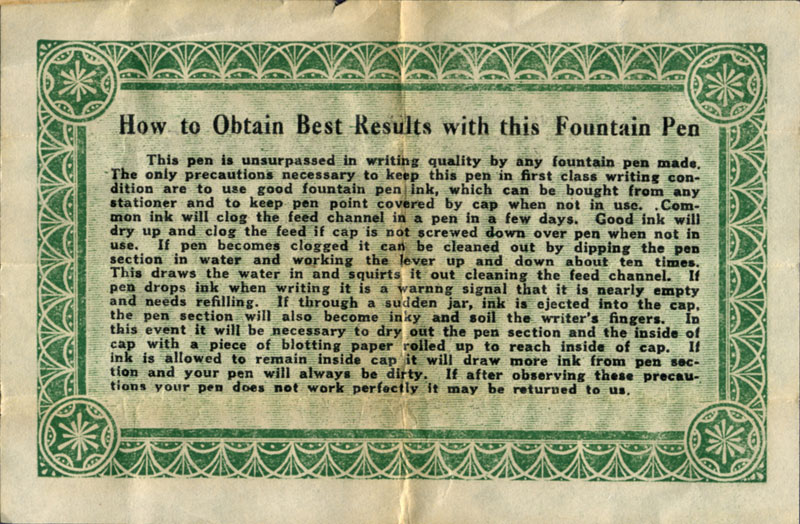 How to Obtain Best Results with this Fountain Pen
This pen is unsurpassed in writing quality by any fountain pen made.
The only precautions necessary to keep this pen in first class writing con-
dition are to use good fountain pen ink, which can be bought from any
stationer and to keep pen point covered by cap when not in use. .Com-
mon ink will clog the feed channel in a pen in a few days. Good ink will
dry up and clog the feed if cap is not screwed down over pen when not in
use. If pen becomes clogged it can be cleaned out by dipping the pen
section in water and working the lever up and down about ten times.
This draws the water in and squirts it out cleaning the feed channel. If
pen drops ink when writing it is a warnng signal that it is nearly empty
and needs refilling. If through a sudden jar, ink is ejected into the cap,
the pen section will also become inky and soil the writer's fingers. In
this event it will be necessary to dry out the pen section and the inside of
cap with a piece of blotting paper rolled up to reach inside of cap. If
ink is allowed to remain inside cap it will draw more ink from pen sec-
tion and your pen will always be dirty. If after observing these precau-
tions your pen does not work perfectly it may be returned to us.